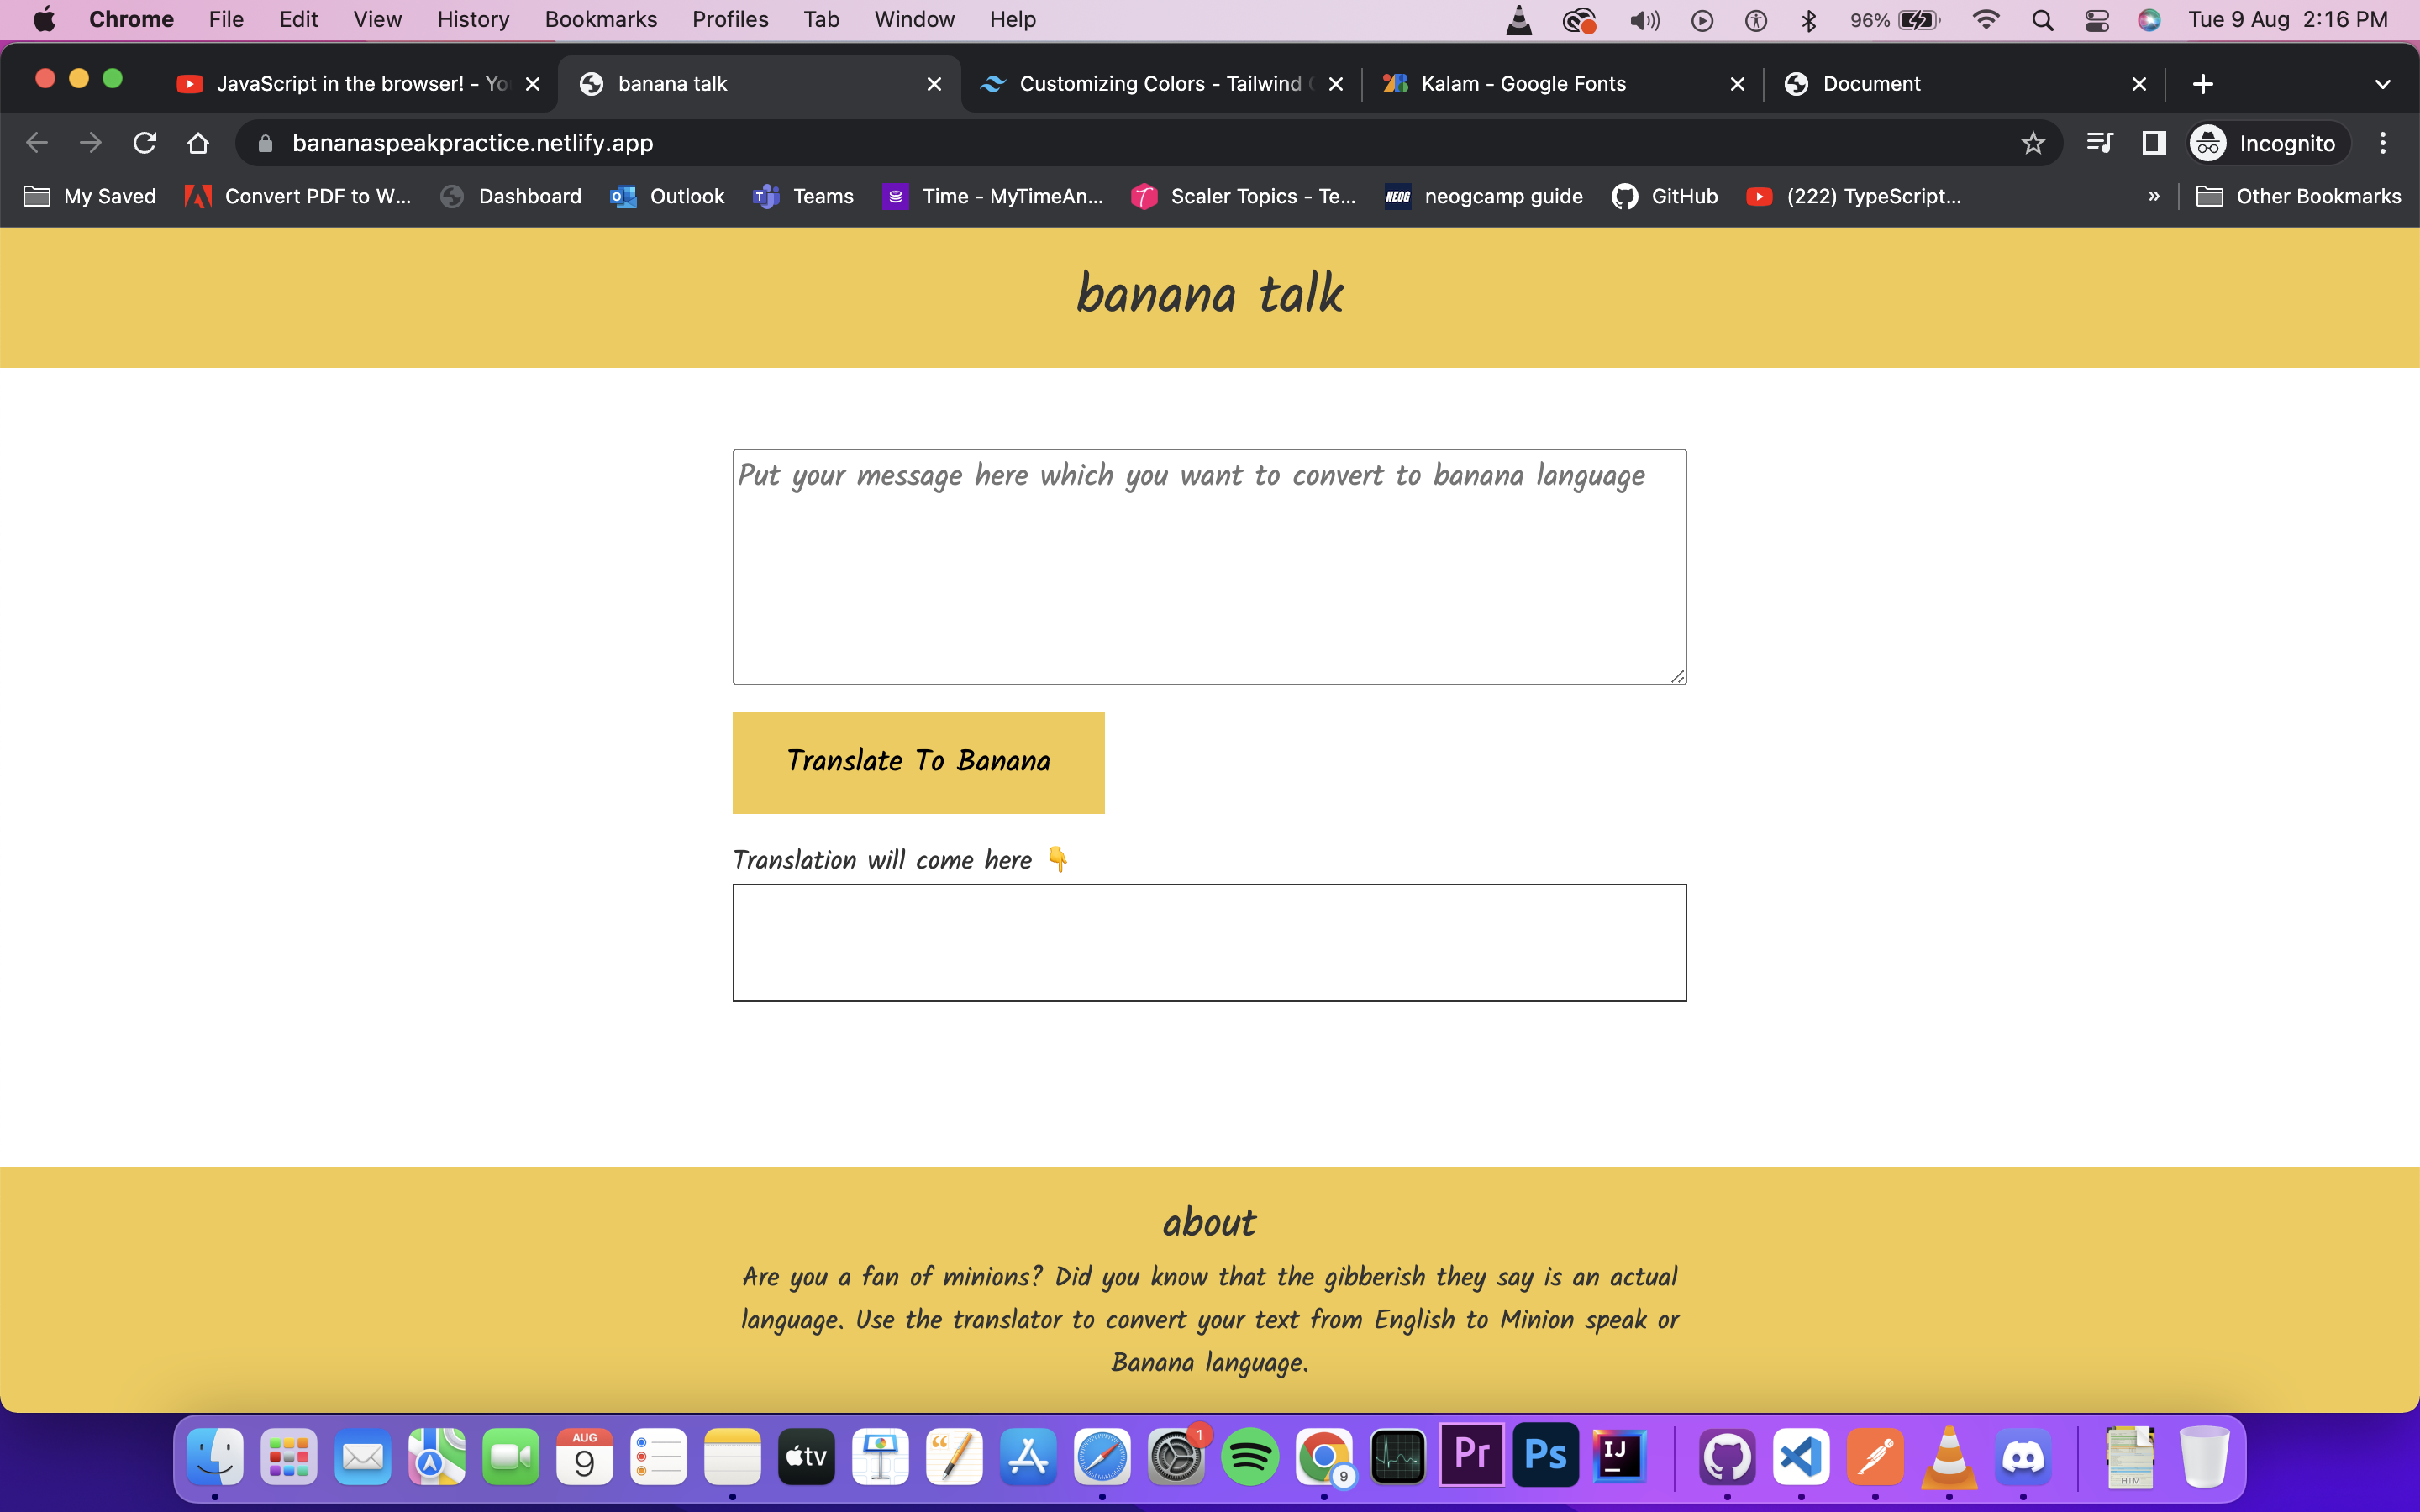 Chrome File Edit View History Bookmarks Profiles Tab Window Help 96% Tue 9 Aug 2:16 PM
JavaScript in the browser! - Yo banana talk Customizing Colors - Tailwind Kalam - Google Fonts Document
bananaspeakpractice.netlify.app Incognito
My Saved Convert PDF to W... Dashboard Outlook Teams Time - MyTimeAn... Scaler Topics - Te... NEOG neogcamp guide GitHub (222) TypeScript... » Other Bookmarks
banana talk
Put your message here which you want to convert to banana language
Translate To Banana
Translation will come here 👇
about
Are you a fan of minions? Did you know that the gibberish they say is an actual
language. Use the translator to convert your text from English to Minion speak or
Banana language.
AUG 1
9 tv 9 Pr Ps IJ HTM